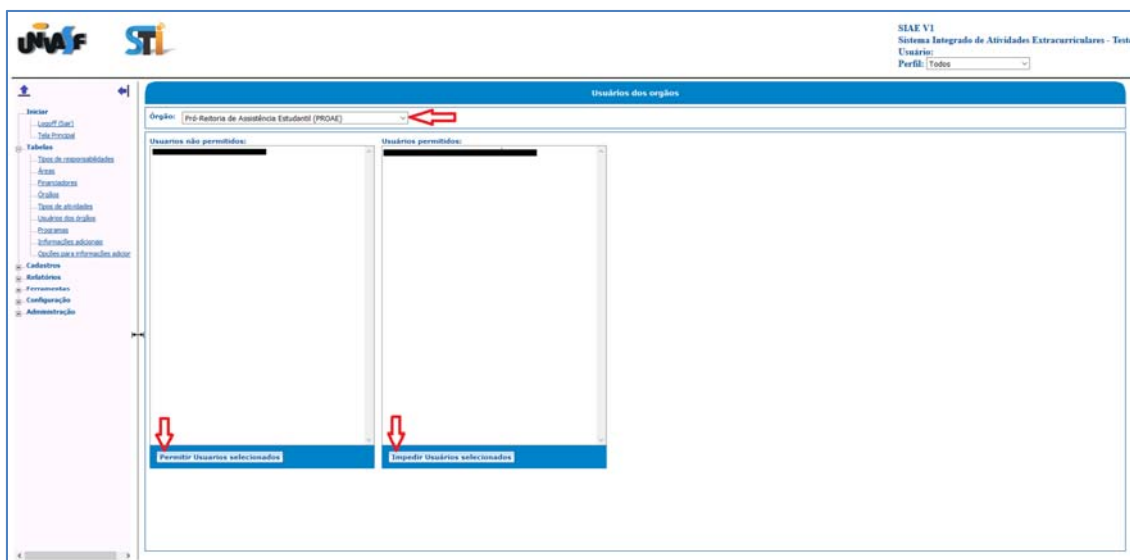 UNIVASF STI
SIAE V1
Sistema Integrado de Atividades Extracurriculares - Teste
Usuário:
Perfil: Todos
Usuários dos orgãos
Iniciar
Logoff (Sair)
Tela Principal
Tabelas
Tipos de responsabilidades
Áreas
Financiadores
Órgãos
Tipos de atividades
Usuários dos órgãos
Programas
Informações adicionais
Opções para informações adicior
Cadastros
Relatórios
Ferramentas
Configuração
Administração
Órgão: Pró-Reitoria de Assistência Estudantil (PROAE)
Usuarios não permitidos:
Usuários permitidos:
Permitir Usuarios selecionados
Impedir Usuários selecionados